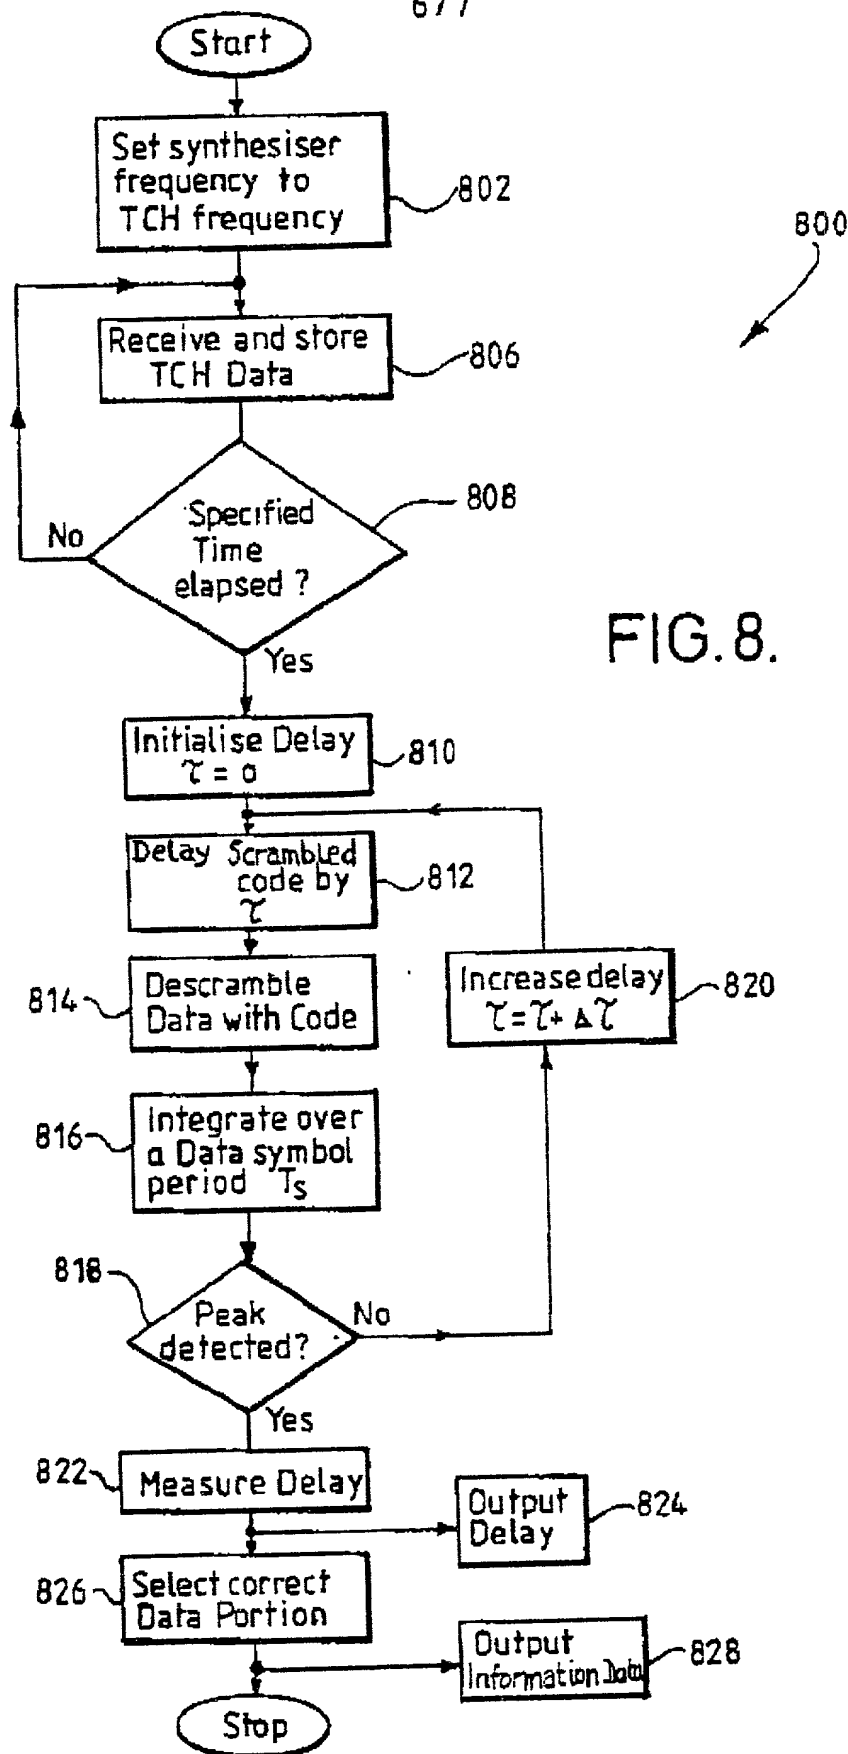 677
Start
Set synthesiser
frequency to
TCH frequency
802
800
Receive and store
TCH Data
806
808
Specified
Time
elapsed ?
No
Yes
FIG. 8.
Initialise Delay
τ = 0
810
Delay Scrambled
code by
τ
812
814
Descramble
Data with Code
Increase delay
τ = τ + Δτ
820
816
Integrate over
a Data symbol
period Ts
818
Peak
detected?
No
Yes
822
Measure Delay
Output
Delay
824
826
Select correct
Data Portion
Output
Information Data
828
Stop